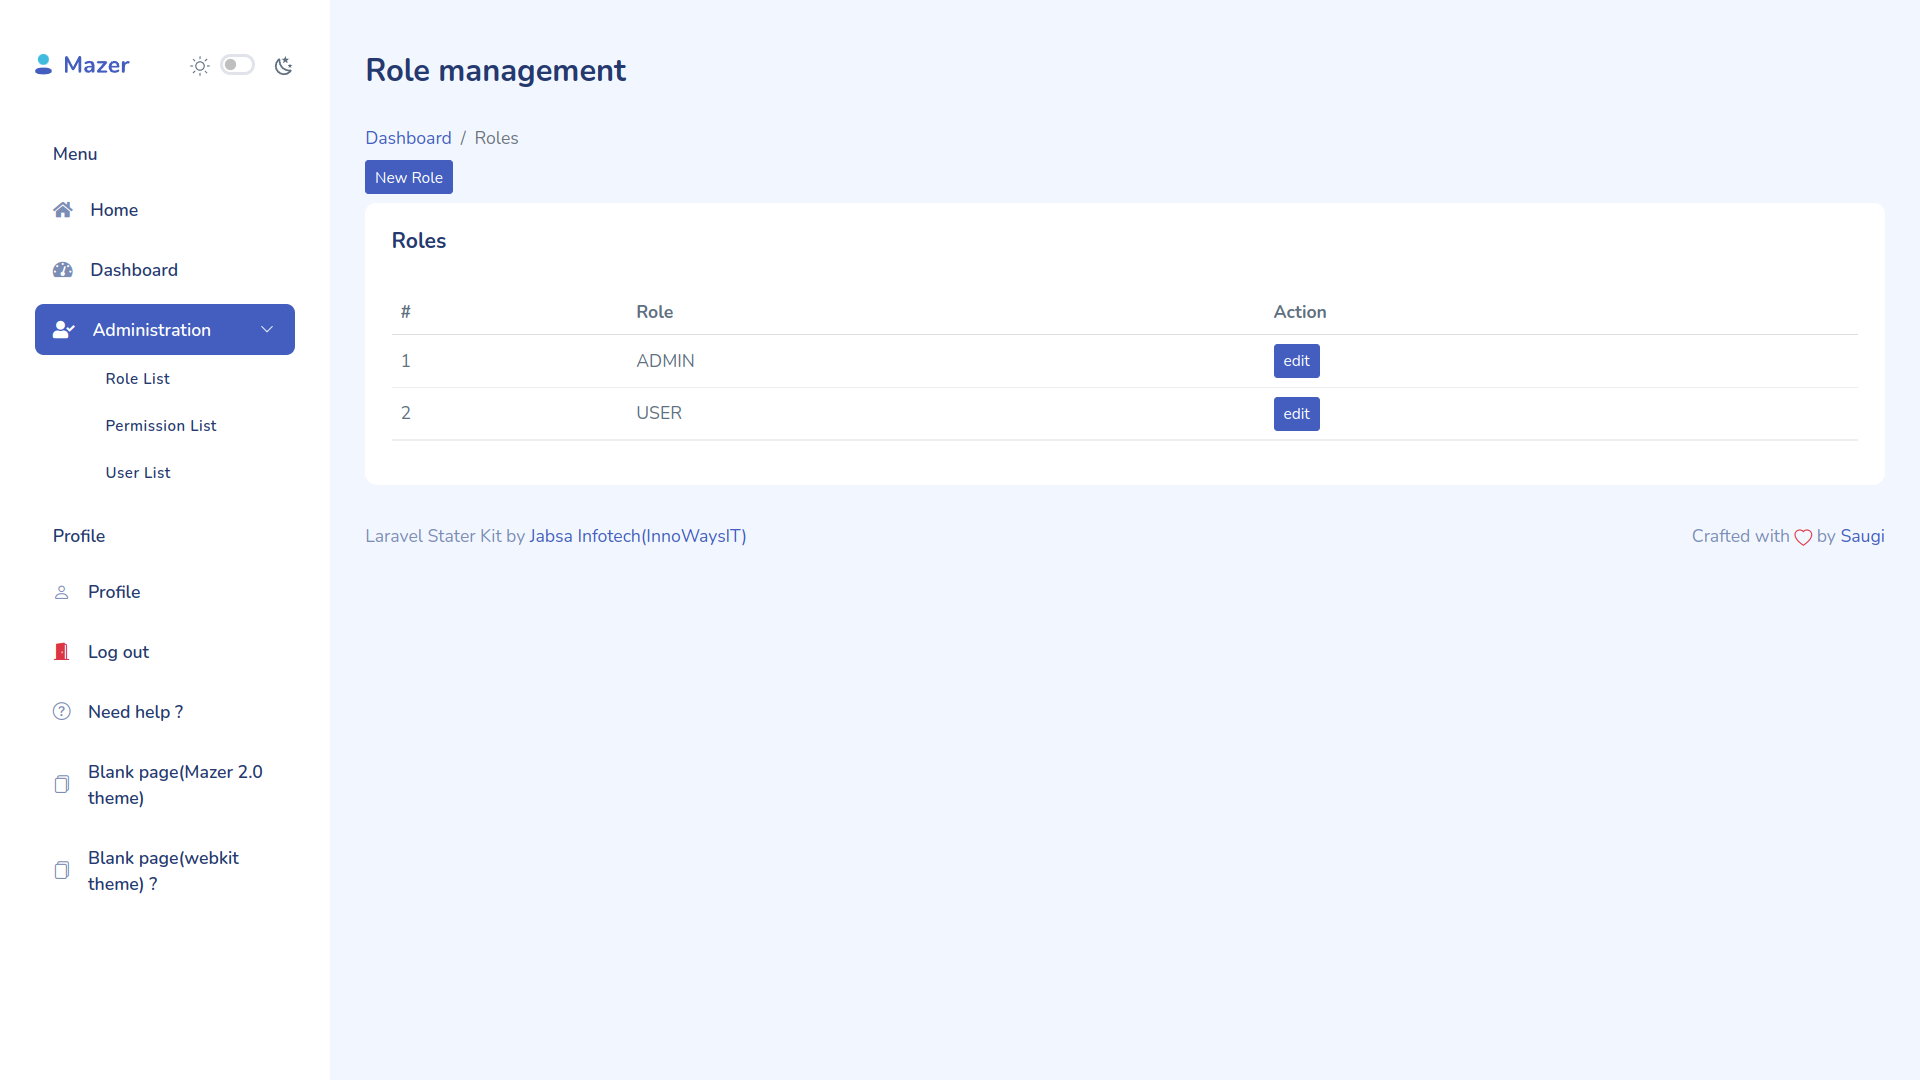 Mazer
Menu
Home
Dashboard
Administration
Role List
Permission List
User List
Profile
Profile
Log out
Need help ?
Blank page(Mazer 2.0
theme)
Blank page(webkit
theme) ?
Role management
Dashboard / Roles
New Role
Roles
# Role Action
1 ADMIN edit
2 USER edit
Laravel Stater Kit by Jabsa Infotech(InnoWaysIT)
Crafted with by Saugi